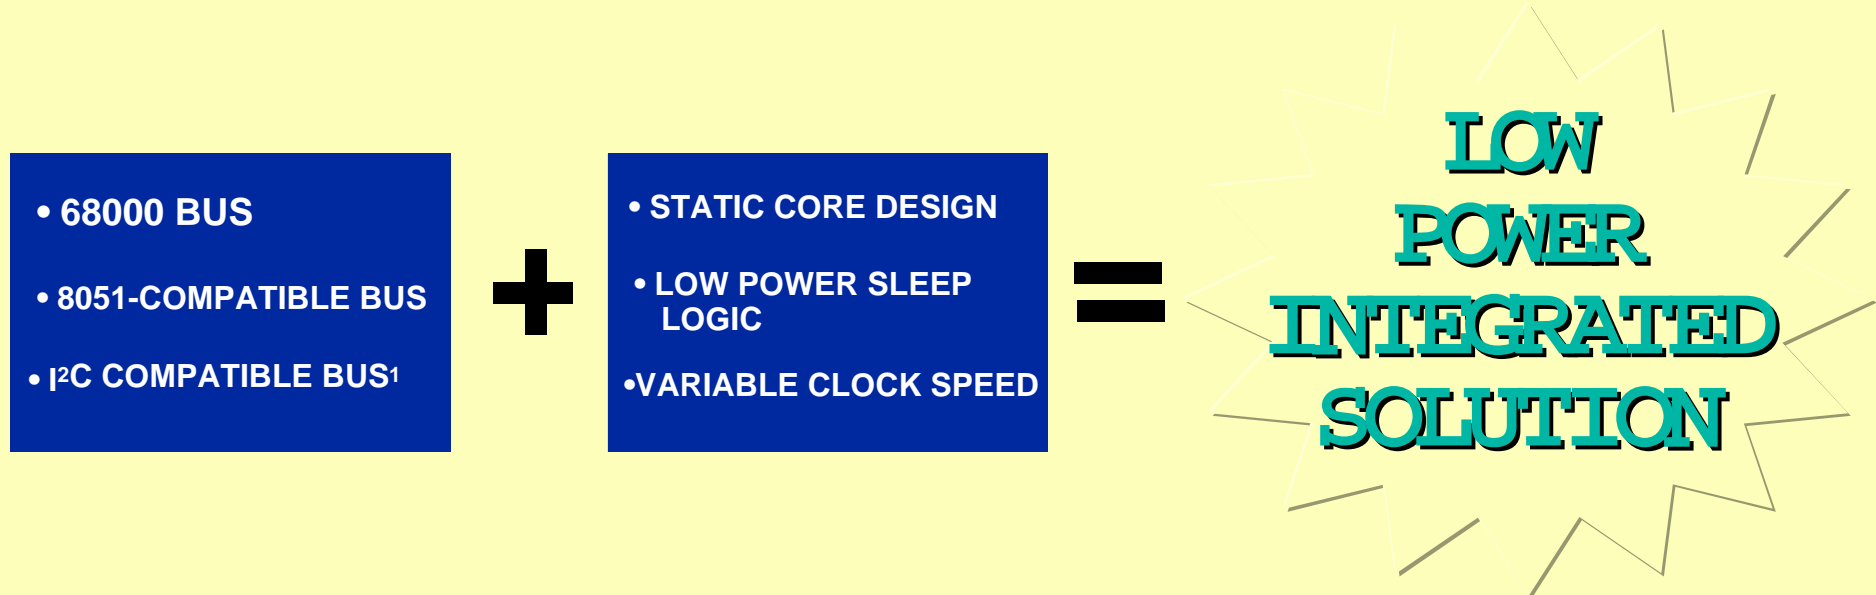 • 68000 BUS
• 8051-COMPATIBLE BUS
• I²C COMPATIBLE BUS¹
+
• STATIC CORE DESIGN
• LOW POWER SLEEP
LOGIC
•VARIABLE CLOCK SPEED
=
LOW
POWER
INTEGRATED
SOLUTION